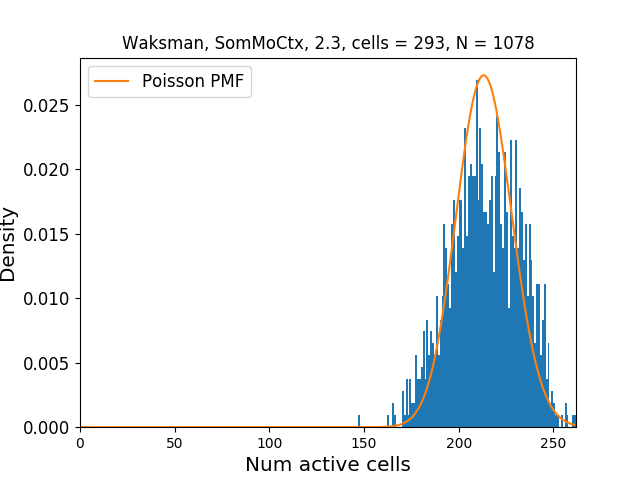 Waksman, SomMoCtx, 2.3, cells = 293, N = 1078
Poisson PMF
Density
0.025
0.020
0.015
0.010
0.005
0.000
0 50 100 150 200 250
Num active cells